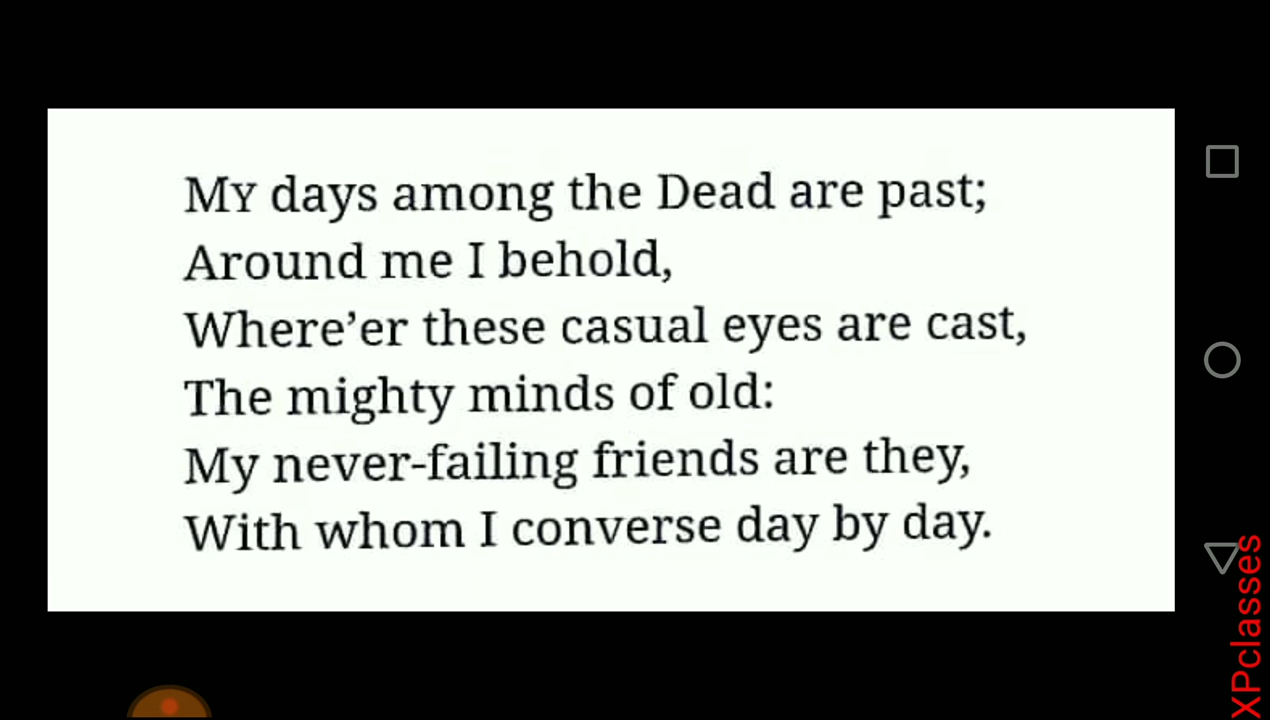 My days among the Dead are past;
Around me I behold,
Where’er these casual eyes are cast,
The mighty minds of old:
My never-failing friends are they,
With whom I converse day by day.
XPclasses